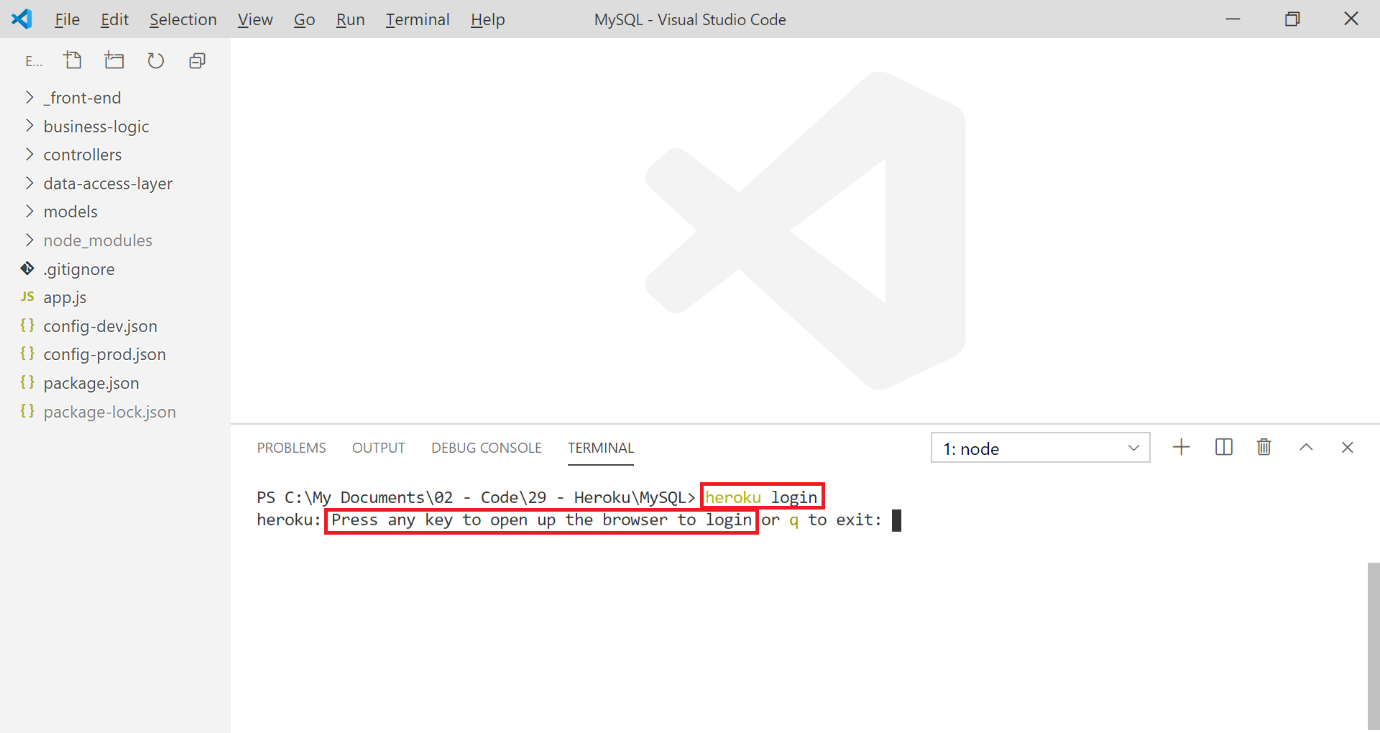 File Edit Selection View Go Run Terminal Help MySQL - Visual Studio Code
E...
_front-end
business-logic
controllers
data-access-layer
models
node_modules
.gitignore
JS app.js
{} config-dev.json
{} config-prod.json
{} package.json
{} package-lock.json
PROBLEMS OUTPUT DEBUG CONSOLE TERMINAL 1: node
PS C:\My Documents\02 - Code\29 - Heroku\MySQL> heroku login
heroku: Press any key to open up the browser to login or q to exit: